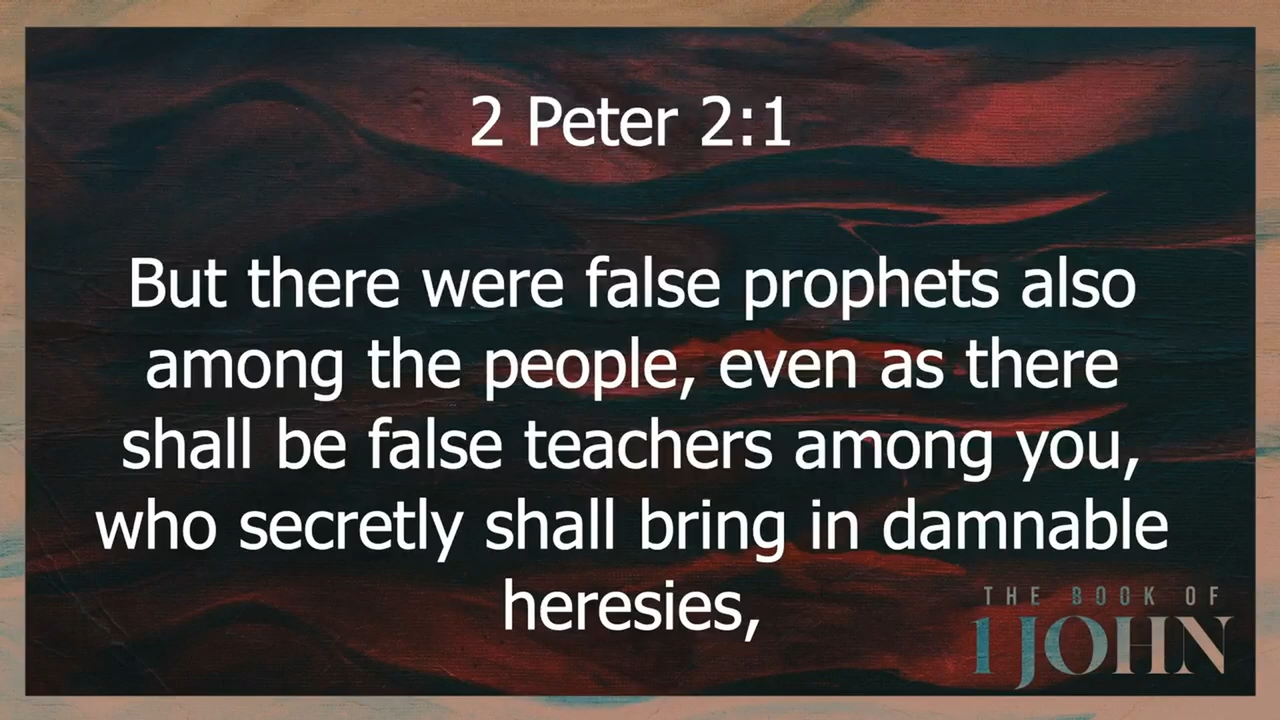 2 Peter 2:1
But there were false prophets also
among the people, even as there
shall be false teachers among you,
who secretly shall bring in damnable
heresies,
THE BOOK OF
1 JOHN